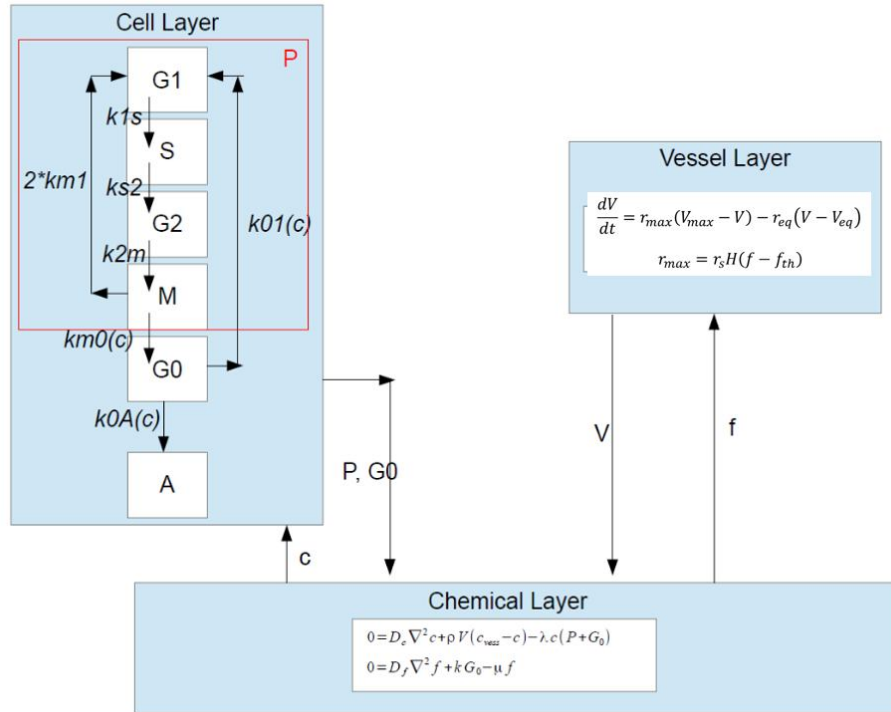 Cell Layer
P
G1
k1s
S
ks2
2*km1
k01(c)
G2
k2m
M
km0(c)
G0
k0A(c)
A
P, G0
c
Vessel Layer
dV/dt = r_max(V_max − V) − r_eq(V − V_eq)
r_max = r_s H(f − f_th)
V
f
Chemical Layer
0=D_c ∇²c+ρ V(c_vess−c)−λ c(P+G_0)
0=D_f ∇² f+k G_0−μ f